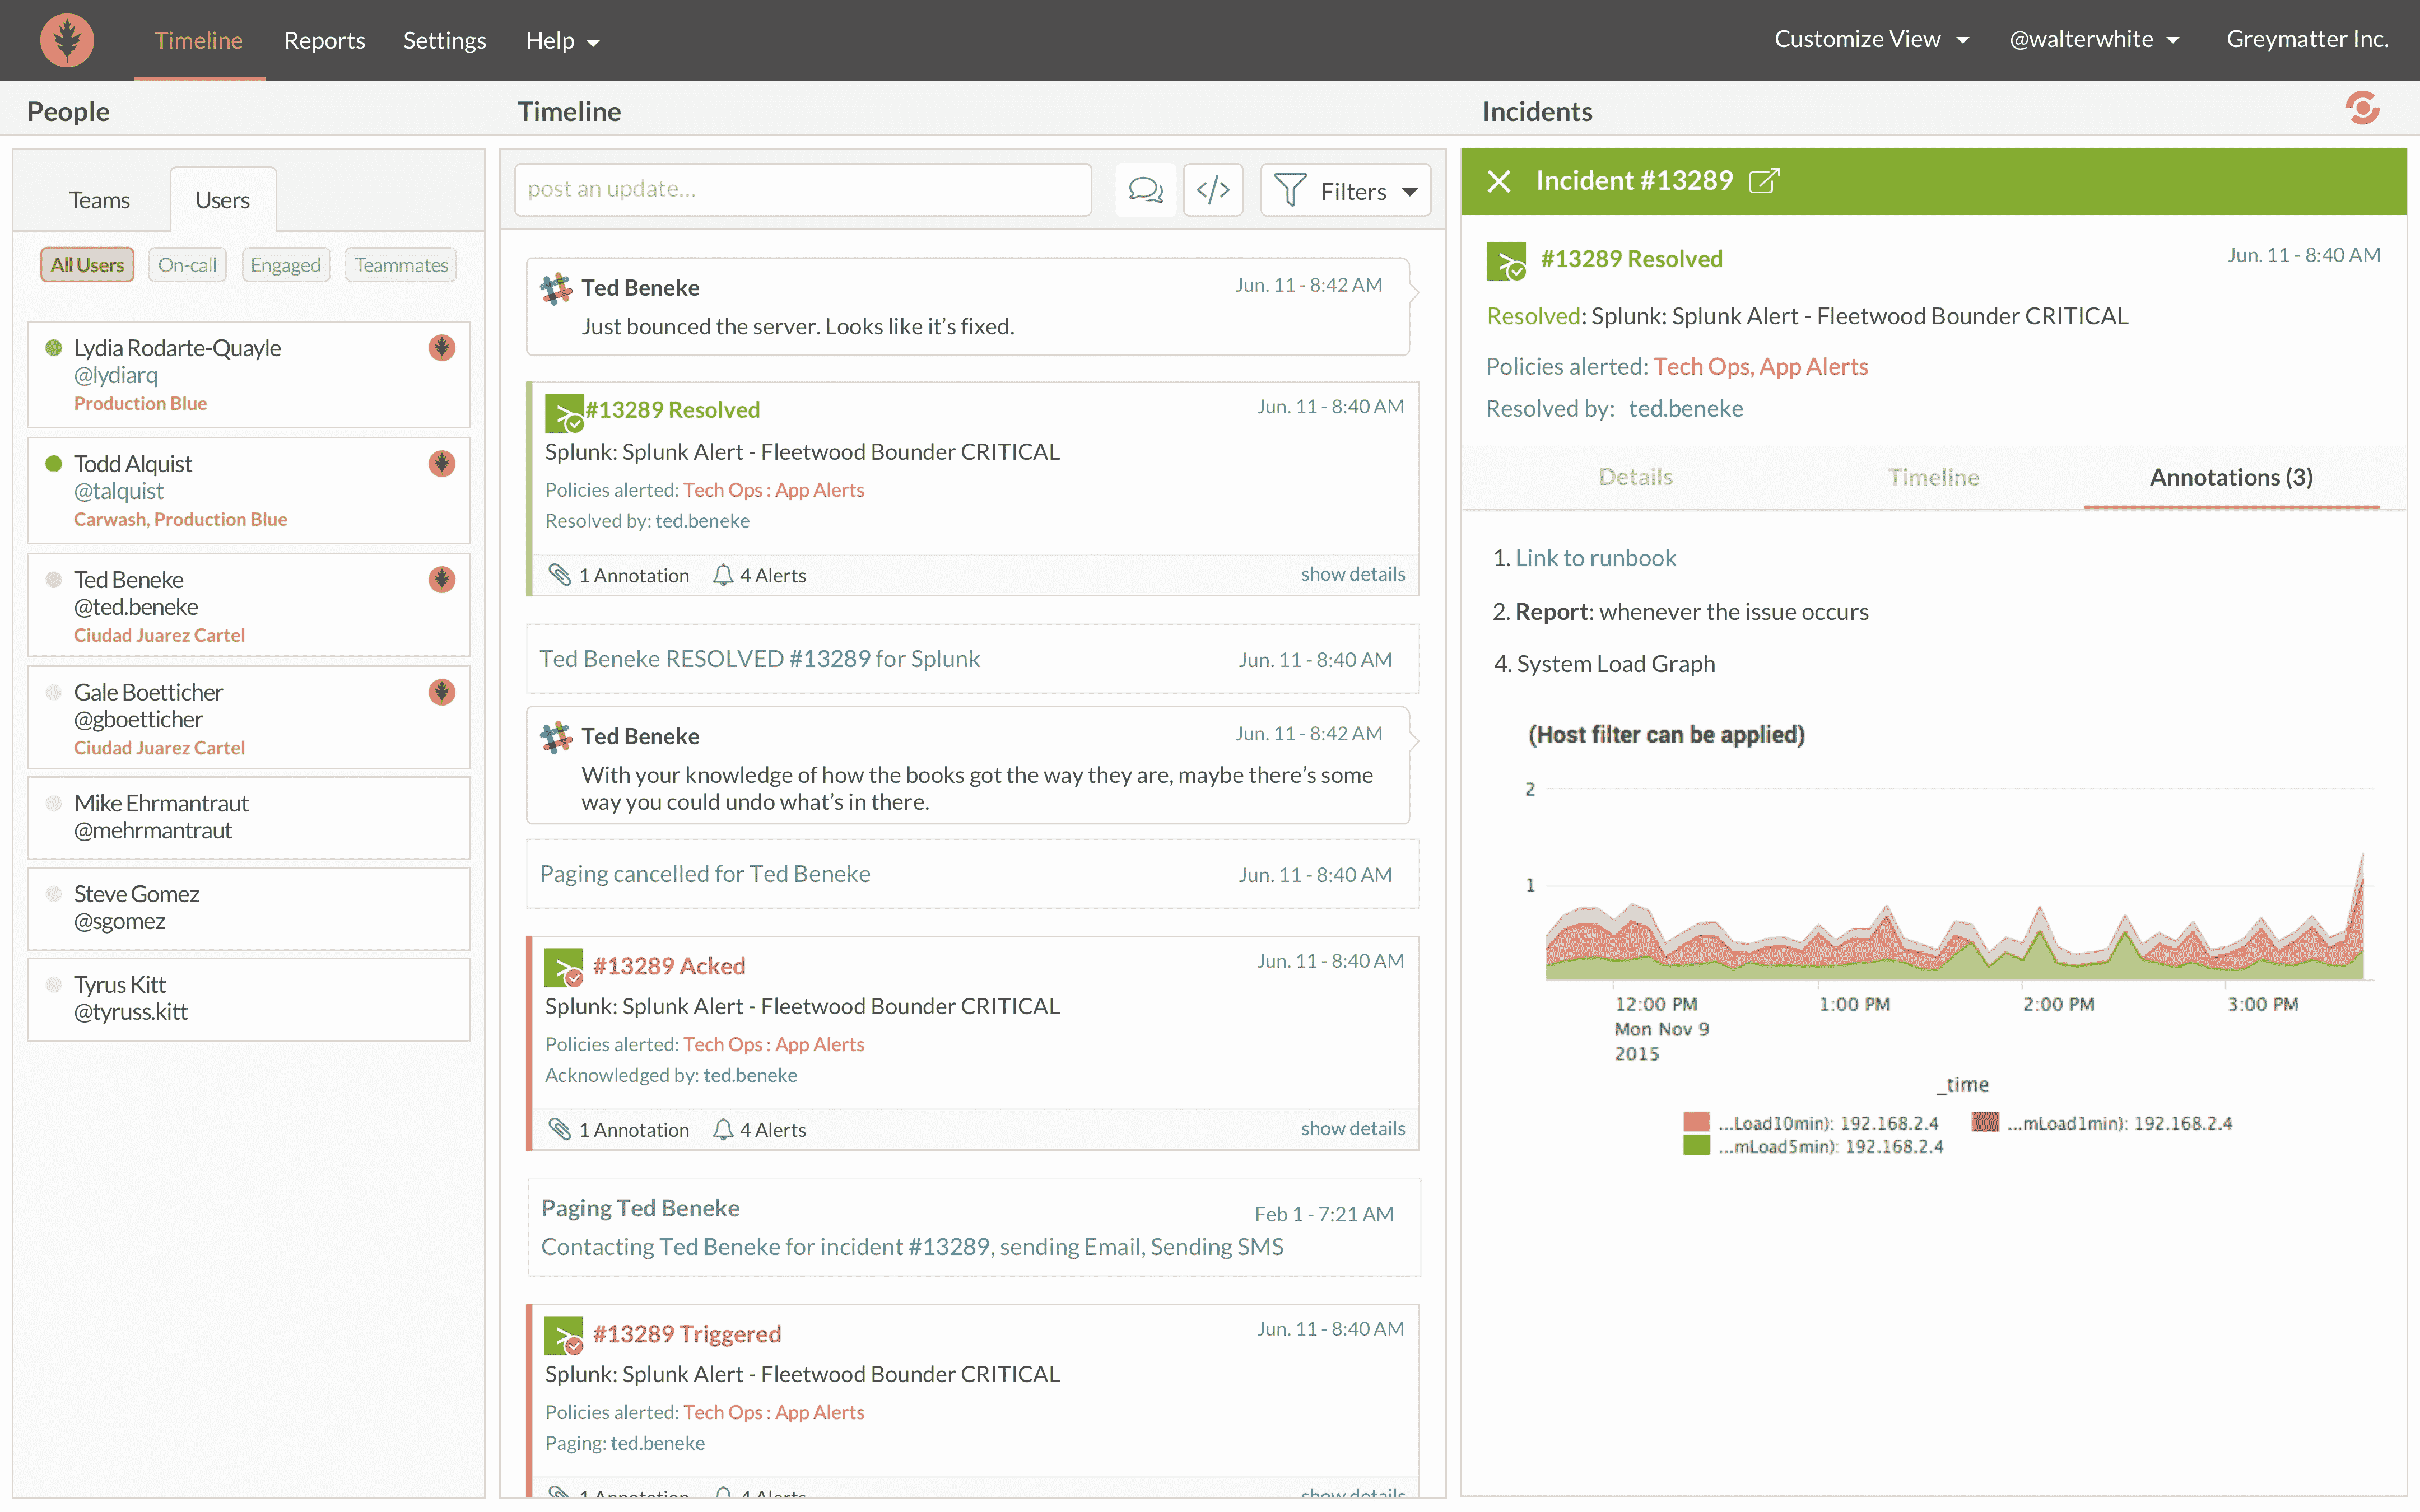 Timeline
Reports
Settings
Help
Customize View
@walterwhite
Greymatter Inc.
People
Timeline
Incidents
Teams
Users
All Users
On-call
Engaged
Teammates
Lydia Rodarte-Quayle
@lydiarq
Production Blue
Todd Alquist
@talquist
Carwash, Production Blue
Ted Beneke
@ted.beneke
Ciudad Juarez Cartel
Gale Boetticher
@gboetticher
Ciudad Juarez Cartel
Mike Ehrmantraut
@mehrmantraut
Steve Gomez
@sgomez
Tyrus Kitt
@tyruss.kitt
post an update...
Filters
Ted Beneke
Jun. 11 - 8:42 AM
Just bounced the server. Looks like it’s fixed.
#13289 Resolved
Jun. 11 - 8:40 AM
Splunk: Splunk Alert - Fleetwood Bounder CRITICAL
Policies alerted: Tech Ops : App Alerts
Resolved by: ted.beneke
1 Annotation
4 Alerts
show details
Ted Beneke RESOLVED #13289 for Splunk
Jun. 11 - 8:40 AM
Ted Beneke
Jun. 11 - 8:42 AM
With your knowledge of how the books got the way they are, maybe there’s some
way you could undo what’s in there.
Paging cancelled for Ted Beneke
Jun. 11 - 8:40 AM
#13289 Acked
Jun. 11 - 8:40 AM
Splunk: Splunk Alert - Fleetwood Bounder CRITICAL
Policies alerted: Tech Ops : App Alerts
Acknowledged by: ted.beneke
1 Annotation
4 Alerts
show details
Paging Ted Beneke
Feb 1 - 7:21 AM
Contacting Ted Beneke for incident #13289, sending Email, Sending SMS
#13289 Triggered
Jun. 11 - 8:40 AM
Splunk: Splunk Alert - Fleetwood Bounder CRITICAL
Policies alerted: Tech Ops : App Alerts
Paging: ted.beneke
1 Annotation
4 Alerts
show details
Incident #13289
#13289 Resolved
Jun. 11 - 8:40 AM
Resolved: Splunk: Splunk Alert - Fleetwood Bounder CRITICAL
Policies alerted: Tech Ops, App Alerts
Resolved by: ted.beneke
Details
Timeline
Annotations (3)
1. Link to runbook
2. Report: whenever the issue occurs
4. System Load Graph
(Host filter can be applied)
2
1
12:00 PM
Mon Nov 9
2015
1:00 PM
2:00 PM
3:00 PM
_time
...Load10min): 192.168.2.4
...mLoad1min): 192.168.2.4
...mLoad5min): 192.168.2.4